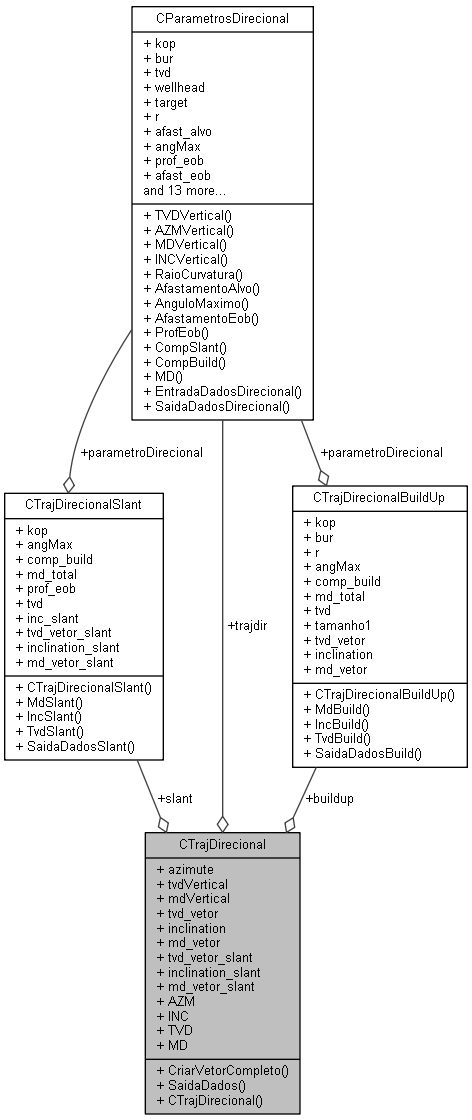 CParametrosDirecional
+ kop
+ bur
+ tvd
+ wellhead
+ target
+ r
+ afast_alvo
+ angMax
+ prof_eob
+ afast_eob
and 13 more...
+ TVDVertical()
+ AZMVertical()
+ MDVertical()
+ INCVertical()
+ RaioCurvatura()
+ AfastamentoAlvo()
+ AnguloMaximo()
+ AfastamentoEob()
+ ProfEob()
+ CompSlant()
+ CompBuild()
+ MD()
+ EntradaDadosDirecional()
+ SaidaDadosDirecional()
+parametroDirecional
+parametroDirecional
CTrajDirecionalSlant
+ kop
+ angMax
+ comp_build
+ md_total
+ prof_eob
+ tvd
+ inc_slant
+ tvd_vetor_slant
+ inclination_slant
+ md_vetor_slant
+ CTrajDirecionalSlant()
+ MdSlant()
+ IncSlant()
+ TvdSlant()
+ SaidaDadosSlant()
+trajdir
CTrajDirecionalBuildUp
+ kop
+ bur
+ r
+ angMax
+ comp_build
+ md_total
+ tvd
+ tamanho1
+ tvd_vetor
+ inclination
+ md_vetor
+ CTrajDirecionalBuildUp()
+ MdBuild()
+ IncBuild()
+ TvdBuild()
+ SaidaDadosBuild()
+slant
+buildup
CTrajDirecional
+ azimute
+ tvdVertical
+ mdVertical
+ tvd_vetor
+ inclination
+ md_vetor
+ tvd_vetor_slant
+ inclination_slant
+ md_vetor_slant
+ AZM
+ INC
+ TVD
+ MD
+ CriarVetorCompleto()
+ SaidaDados()
+ CTrajDirecional()